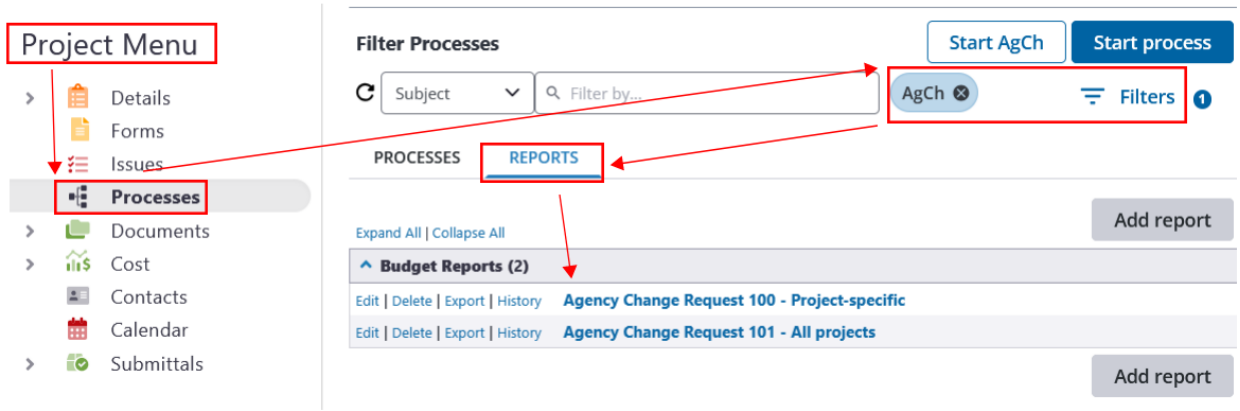 Project Menu
Details
Forms
Issues
Processes
Documents
Cost
Contacts
Calendar
Submittals
Filter Processes
Start AgCh
Start process
Subject
Filter by...
AgCh
Filters
1
PROCESSES
REPORTS
Add report
Expand All | Collapse All
Budget Reports (2)
Edit | Delete | Export | History Agency Change Request 100 - Project-specific
Edit | Delete | Export | History Agency Change Request 101 - All projects
Add report